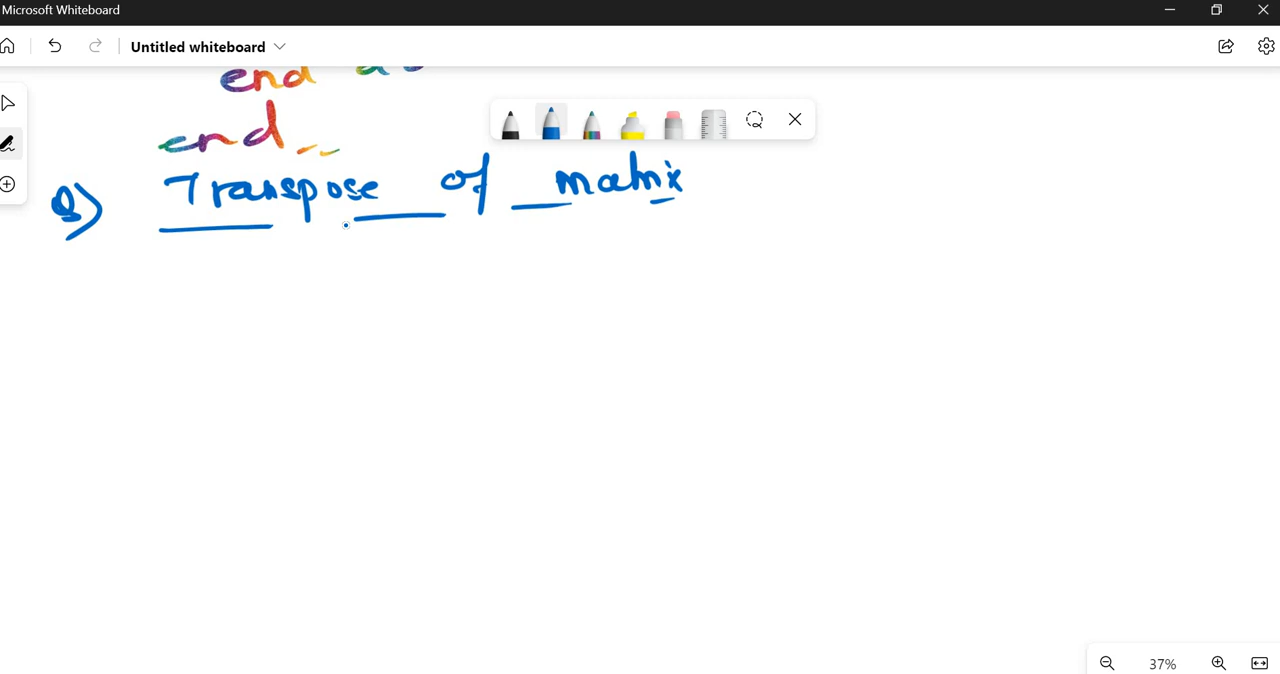 Microsoft Whiteboard
Untitled whiteboard
end
end
Q) Transpose of matrix
37%